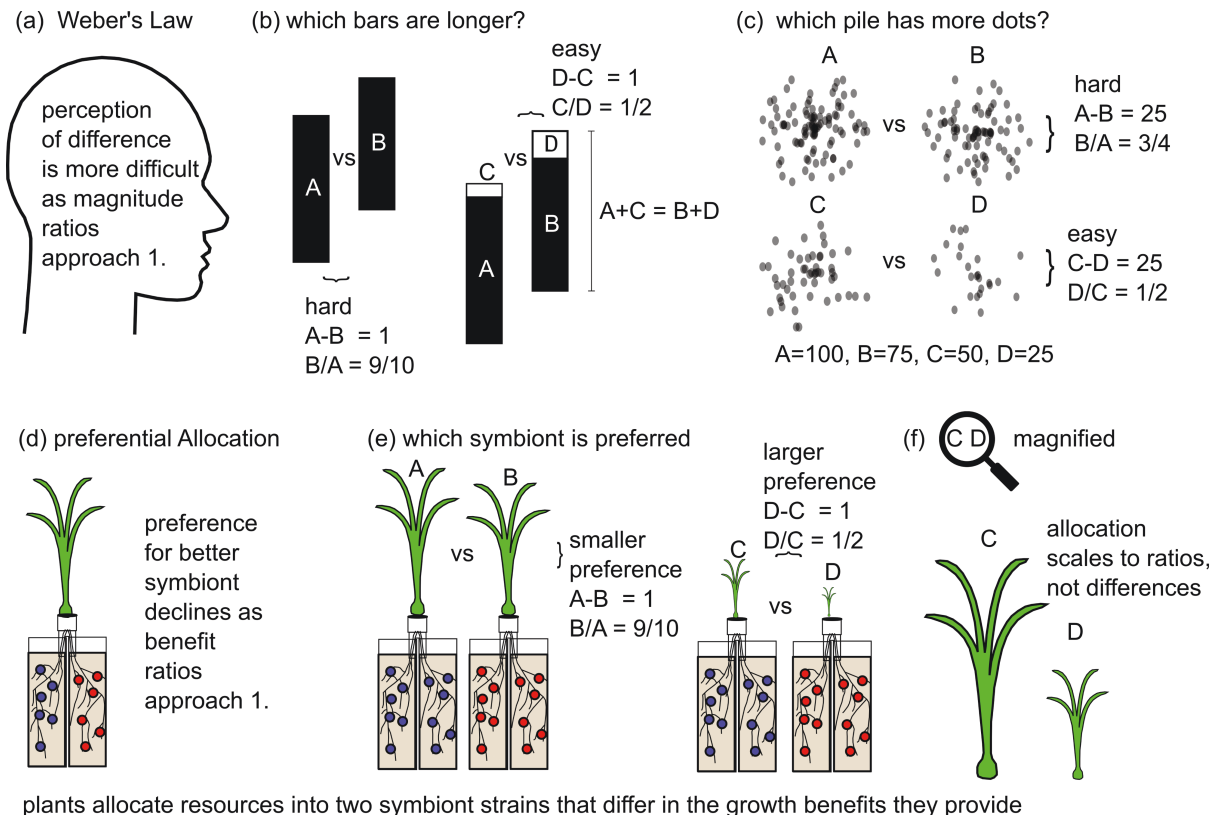 (a) Weber's Law
perception
of difference
is more difficult
as magnitude
ratios
approach 1.
(b) which bars are longer?
A
vs
B
hard
A-B = 1
B/A = 9/10
easy
D-C = 1
C/D = 1/2
C
vs
D
A
B
A+C = B+D
(c) which pile has more dots?
A
B
vs
hard
A-B = 25
B/A = 3/4
C
D
vs
easy
C-D = 25
D/C = 1/2
A=100, B=75, C=50, D=25
(d) preferential Allocation
preference
for better
symbiont
declines as
benefit
ratios
approach 1.
(e) which symbiont is preferred
A
B
vs
smaller
preference
A-B = 1
B/A = 9/10
larger
preference
D-C = 1
D/C = 1/2
C
D
vs
(f)
C D
magnified
allocation
scales to ratios,
not differences
C
D
plants allocate resources into two symbiont strains that differ in the growth benefits they provide